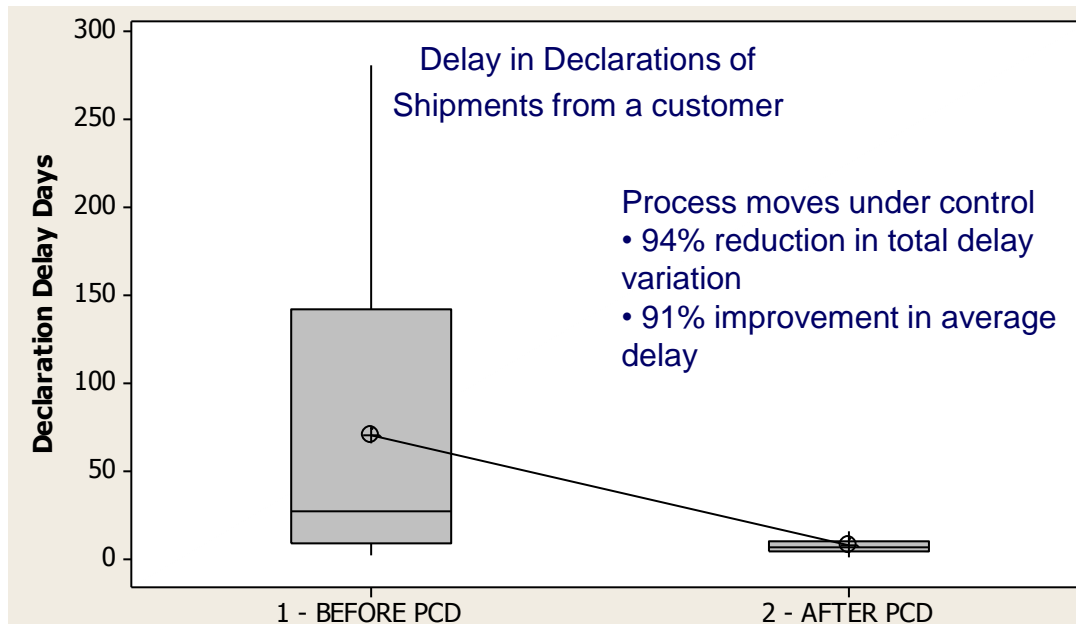 Delay in Declarations of
Shipments from a customer
Process moves under control
• 94% reduction in total delay
variation
• 91% improvement in average
delay
Declaration Delay Days
300
250
200
150
100
50
0
1 - BEFORE PCD
2 - AFTER PCD